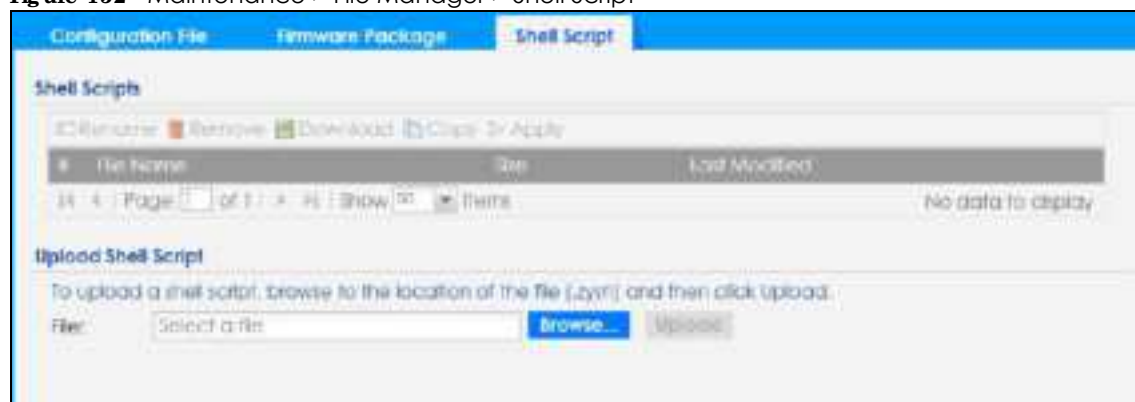 Maintenance > File Manager > Shell Script
Configuration File Firmware Package Shell Script
Shell Scripts
Rename Remove Download Copy Apply
# File Name Size Last Modified
Page 1 of 1 Show 50 Items No data to display
Upload Shell Script
To upload a shell script, browse to the location of the file (.zysh) and then click Upload.
File: Select a file Browse... Upload